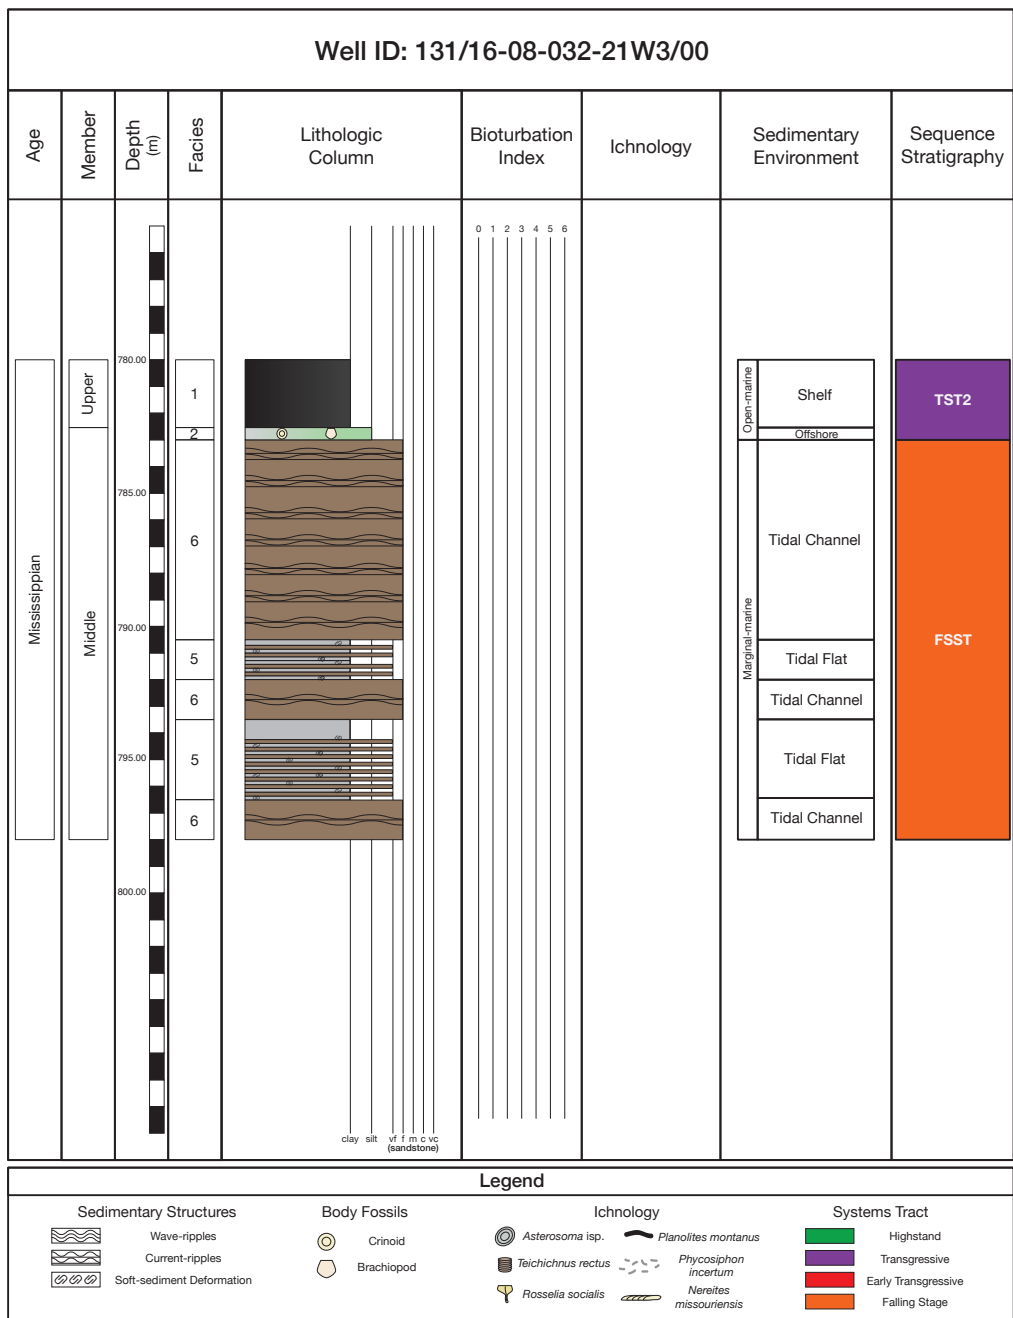 Well ID: 131/16-08-032-21W3/00
Age
Member
Depth
(m)
Facies
Lithologic
Column
Bioturbation
Index
Ichnology
Sedimentary
Environment
Sequence
Stratigraphy
0 1 2 3 4 5 6
780.00
785.00
790.00
795.00
800.00
Mississippian
Upper
Middle
1
2
6
5
6
5
6
Open-marine
Marginal-marine
Shelf
Offshore
Tidal Channel
Tidal Flat
Tidal Channel
Tidal Flat
Tidal Channel
TST2
FSST
clay silt vf f m c vc
(sandstone)
Legend
Sedimentary Structures
Wave-ripples
Current-ripples
Soft-sediment Deformation
Body Fossils
Crinoid
Brachiopod
Ichnology
Asterosoma isp.
Teichichnus rectus
Rosselia socialis
Planolites montanus
Phycosiphon
incertum
Nereites
missouriensis
Systems Tract
Highstand
Transgressive
Early Transgressive
Falling Stage